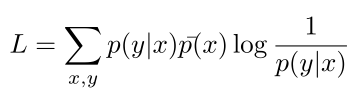 $$L = \sum_{x,y} p(y|x)\bar{p}(x) \log \frac{1}{p(y|x)}$$